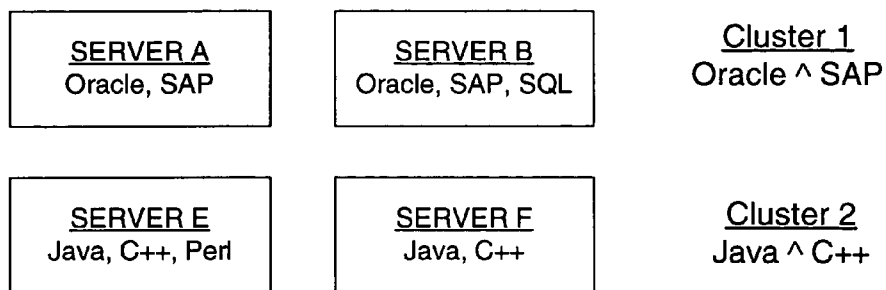 SERVER A
Oracle, SAP
SERVER B
Oracle, SAP, SQL
Cluster 1
Oracle ^ SAP
SERVER E
Java, C++, Perl
SERVER F
Java, C++
Cluster 2
Java ^ C++